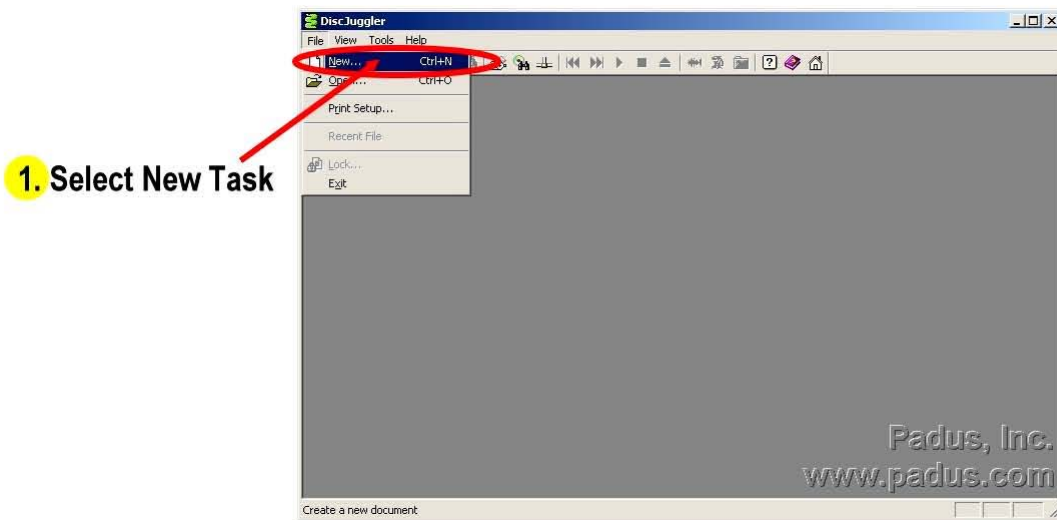 DiscJuggler
File View Tools Help
New... Ctrl+N
Open... Ctrl+O
Print Setup...
Recent File
Lock...
Exit
1. Select New Task
Padus, Inc.
www.padus.com
Create a new document